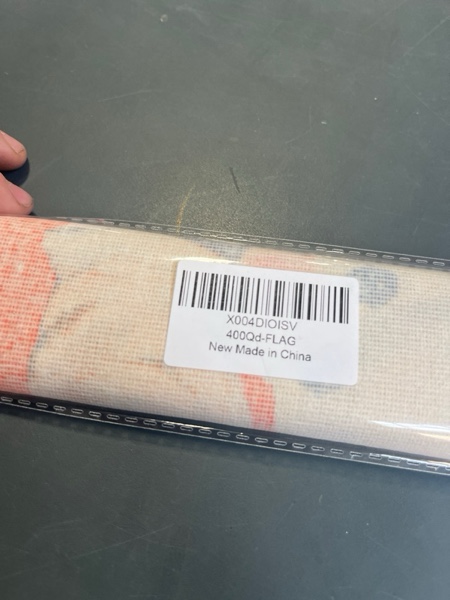 X004DIOISV
400Qd-FLAG
New Made in China